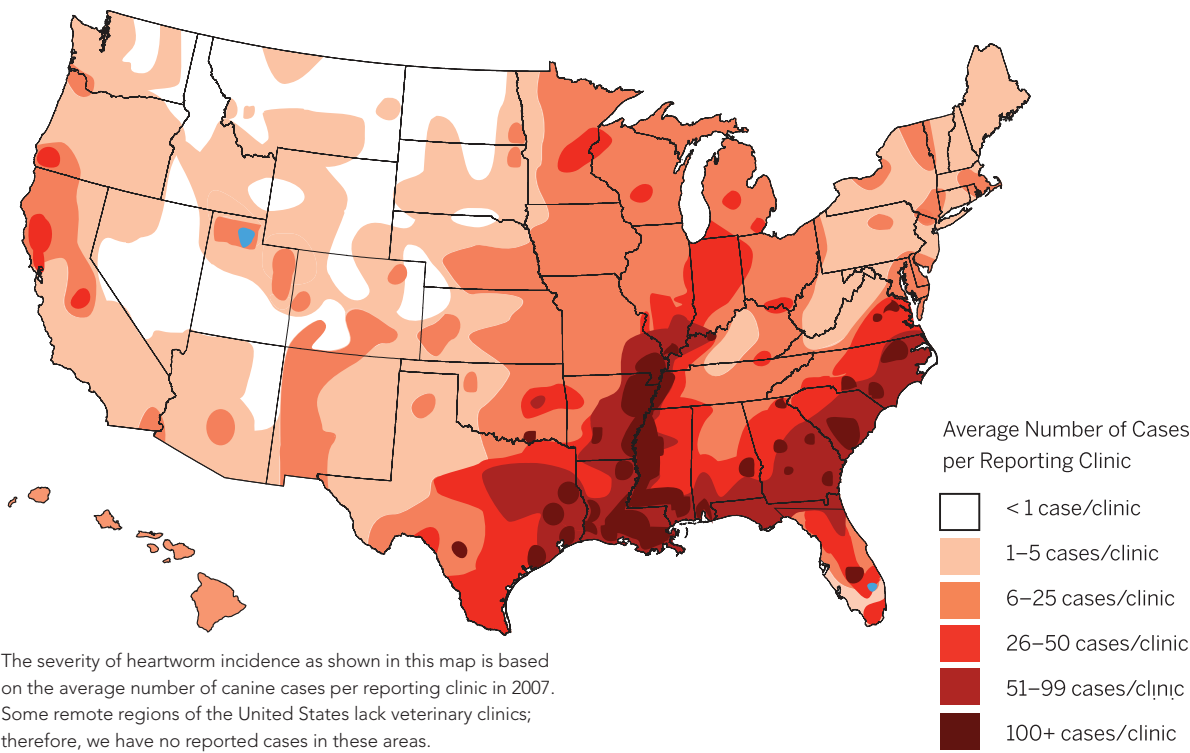 Average Number of Cases
per Reporting Clinic
< 1 case/clinic
1–5 cases/clinic
6–25 cases/clinic
26–50 cases/clinic
51–99 cases/clinic
100+ cases/clinic
The severity of heartworm incidence as shown in this map is based
on the average number of canine cases per reporting clinic in 2007.
Some remote regions of the United States lack veterinary clinics;
therefore, we have no reported cases in these areas.